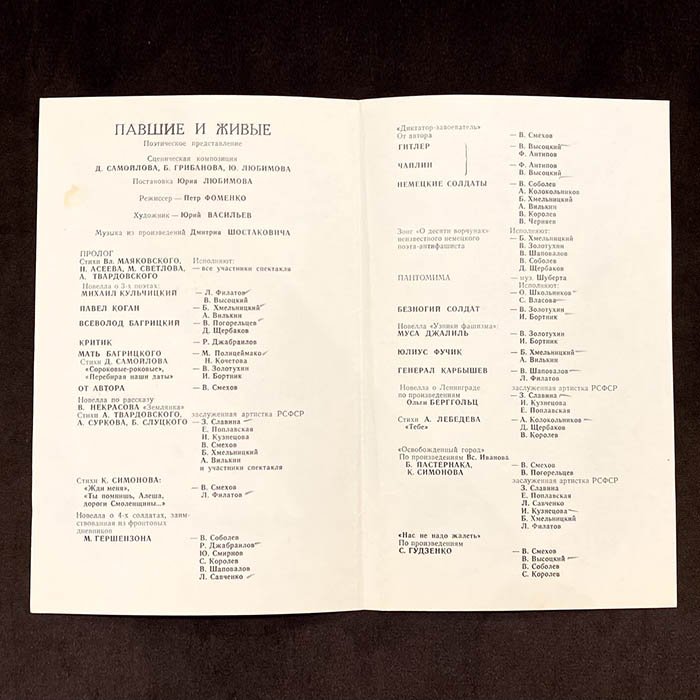 ПАВШИЕ И ЖИВЫЕ
Поэтическое представление
Сценическая композиция
Д. САМОЙЛОВА, Б. ГРИБАНОВА, Ю. ЛЮБИМОВА
Постановка Юрия ЛЮБИМОВА
Режиссер — Петр ФОМЕНКО
Художник — Юрий ВАСИЛЬЕВ
Музыка из произведений Дмитрия ШОСТАКОВИЧА
ПРОЛОГ
Стихи Вл. МАЯКОВСКОГО, Исполняют:
Н. АСЕЕВА, М. СВЕТЛОВА, — все участники спектакля
А. ТВАРДОВСКОГО
Новелла о 3-х поэтах:
МИХАИЛ КУЛЬЧИЦКИЙ — Л. Филатов
В. Высоцкий
ПАВЕЛ КОГАН — Б. Хмельницкий
А. Вилькин
ВСЕВОЛОД БАГРИЦКИЙ — В. Погорельцев
Д. Щербаков
КРИТИК — Р. Джабраилов
МАТЬ БАГРИЦКОГО — М. Полицеймако
Стихи Д. САМОЙЛОВА Н. Кочетова
«Сороковые-роковые», — В. Золотухин
«Перебирая наши даты» И. Бортник
ОТ АВТОРА — В. Смехов
Новелла по рассказу
В. НЕКРАСОВА «Землянка» заслуженная артистка РСФСР
Стихи А. ТВАРДОВСКОГО, — З. Славина
А. СУРКОВА, Б. СЛУЦКОГО Е. Поплавская
И. Кузнецова
В. Смехов
Б. Хмельницкий
А. Вилькин
и участники спектакля
Стихи К. СИМОНОВА:
«Жди меня», — В. Смехов
«Ты помнишь, Алеша, Л. Филатов
дороги Смоленщины...»
Новелла о 4-х солдатах, заим-
ствованная из фронтовых
дневников
М. ГЕРШЕНЗОНА — В. Соболев
Р. Джабраилов
Ю. Смирнов
С. Королев
В. Шаповалов
Л. Савченко
«Диктатор-завоеватель»
От автора — В. Смехов
ГИТЛЕР — В. Высоцкий
Ф. Антипов
ЧАПЛИН — Ф. Антипов
В. Высоцкий
НЕМЕЦКИЕ СОЛДАТЫ — В. Соболев
А. Колокольников
Б. Хмельницкий
А. Вилькин
В. Королев
В. Черняев
Зонг «О десяти ворчунах» Исполняют:
неизвестного немецкого — Б. Хмельницкий
поэта-антифашиста В. Золотухин
В. Шаповалов
В. Соболев
Д. Щербаков
ПАНТОМИМА — муз. Шуберта
Исполняют:
О. Школьников
С. Власова
БЕЗНОГИЙ СОЛДАТ — В. Золотухин
И. Бортник
Новелла «Узники фашизма»:
МУСА ДЖАЛИЛЬ — В. Золотухин
И. Бортник
ЮЛИУС ФУЧИК — Б. Хмельницкий
А. Вилькин
ГЕНЕРАЛ КАРБЫШЕВ — В. Шаповалов
Л. Филатов
Новелла о Ленинграде заслуженная артистка РСФСР
по произведениям — З. Славина
Ольги БЕРГГОЛЬЦ И. Кузнецова
Е. Поплавская
Стихи А. ЛЕБЕДЕВА — А. Колокольников
«Тебе» Д. Щербаков
В. Королев
«Освобожденный город»
По произведениям Вс. Иванова
Б. ПАСТЕРНАКА, — В. Смехов
К. СИМОНОВА В. Погорельцев
заслуженная артистка РСФСР
З. Славина
Е. Поплавская
Л. Савченко
И. Кузнецова
Б. Хмельницкий
Л. Филатов
«Нас не надо жалеть»
По произведениям
С. ГУДЗЕНКО — В. Смехов
В. Высоцкий
В. Соболев
С. Королев